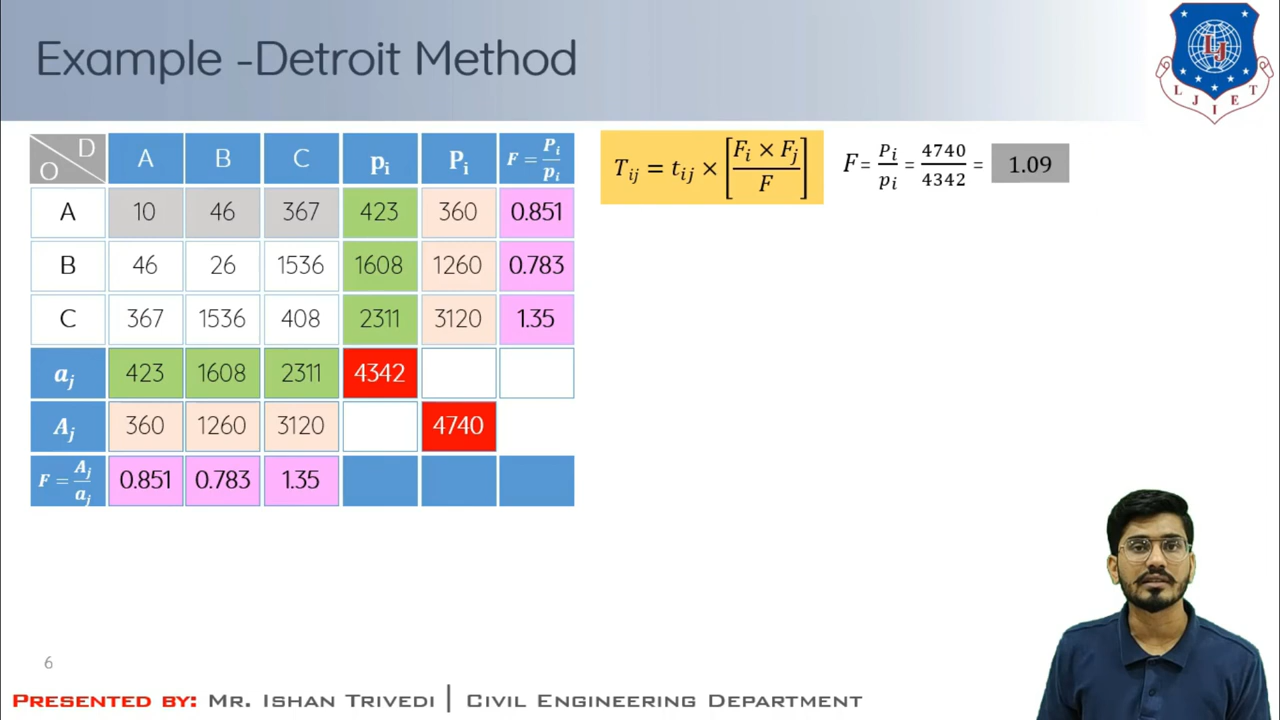 Example -Detroit Method
LJIET
D
O
A B C pᵢ Pᵢ F = Pᵢ/pᵢ
A 10 46 367 423 360 0.851
B 46 26 1536 1608 1260 0.783
C 367 1536 408 2311 3120 1.35
aⱼ 423 1608 2311 4342
Aⱼ 360 1260 3120 4740
F = Aⱼ/aⱼ 0.851 0.783 1.35
Tᵢⱼ = tᵢⱼ × [Fᵢ × Fⱼ / F]
F= Pᵢ/pᵢ = 4740/4342 = 1.09
6
PRESENTED BY: MR. ISHAN TRIVEDI | CIVIL ENGINEERING DEPARTMENT